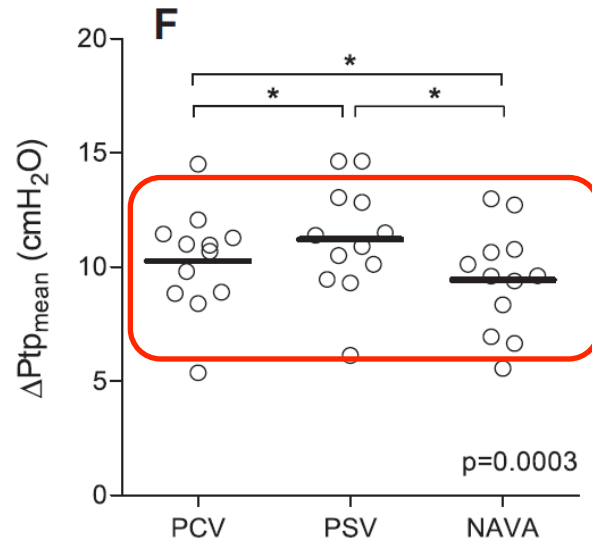 F
20
15
10
5
0
ΔPtpmean (cmH2O)
*
*
*
p=0.0003
PCV
PSV
NAVA